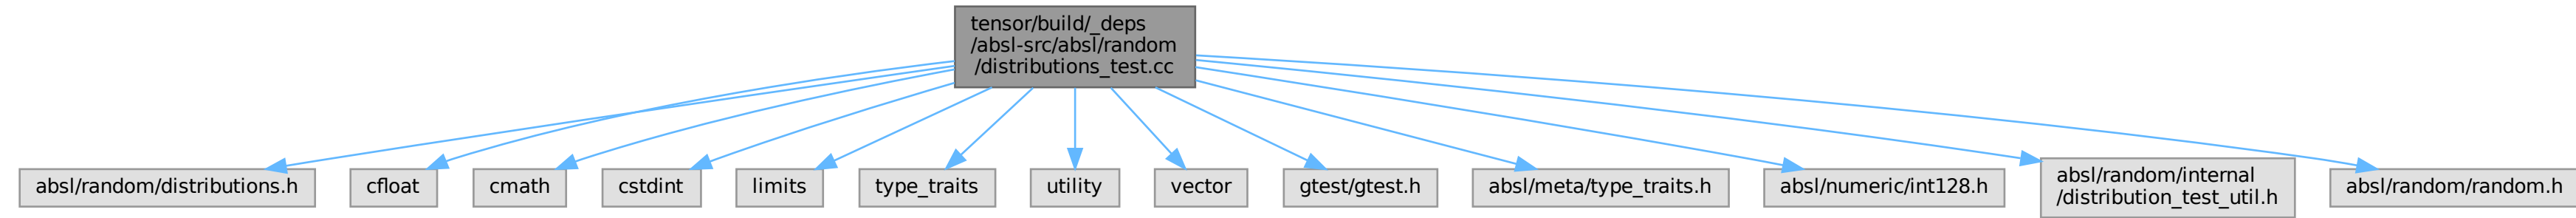 tensor/build/_deps
/absl-src/absl/random
/distributions_test.cc
absl/random/distributions.h
cfloat
cmath
cstdint
limits
type_traits
utility
vector
gtest/gtest.h
absl/meta/type_traits.h
absl/numeric/int128.h
absl/random/internal
/distribution_test_util.h
absl/random/random.h